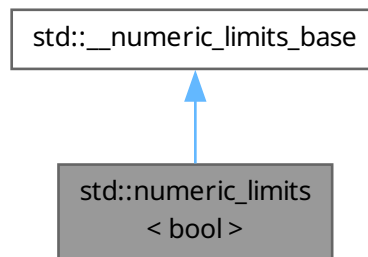 std::__numeric_limits_base
std::numeric_limits
< bool >